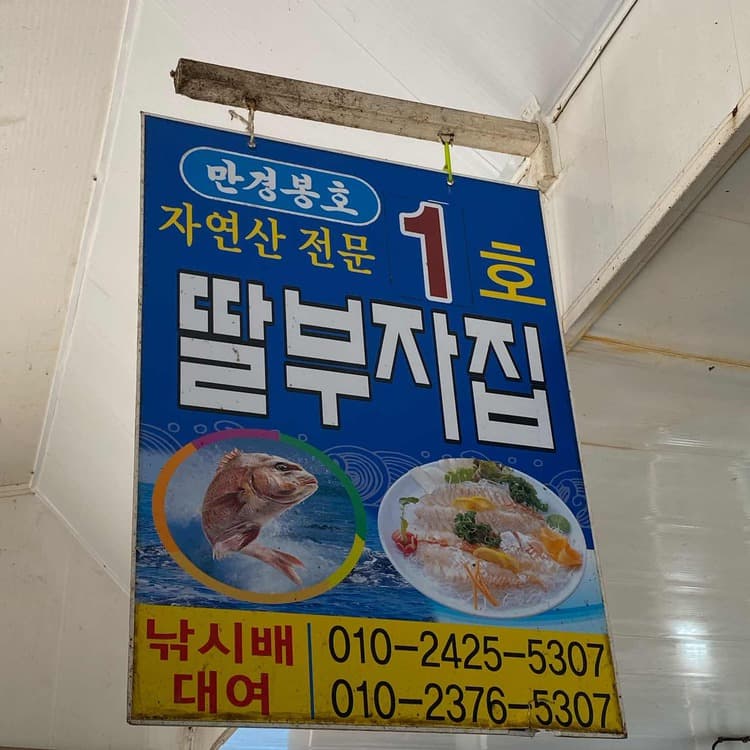 만경봉호
자연산 전문 1호
딸부자집
낚시배 010-2425-5307
대여 010-2376-5307